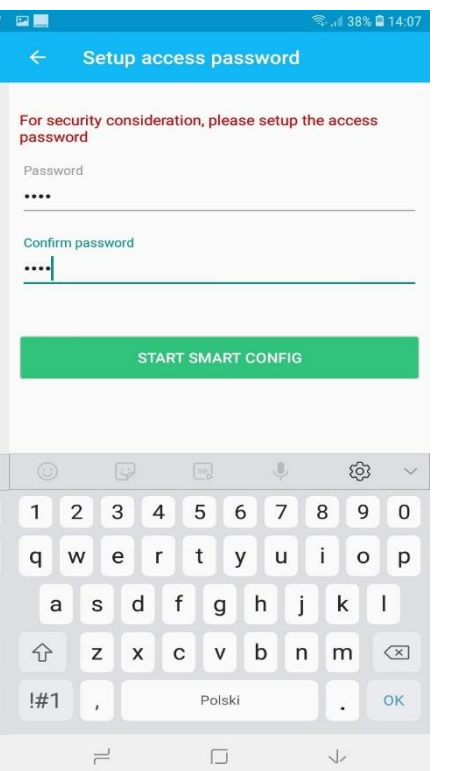 38% 14:07
Setup access password
For security consideration, please setup the access
password
Password
••••
Confirm password
••••
START SMART CONFIG
GIF
1 2 3 4 5 6 7 8 9 0
q w e r t y u i o p
a s d f g h j k l
z x c v b n m
!#1 , Polski . OK